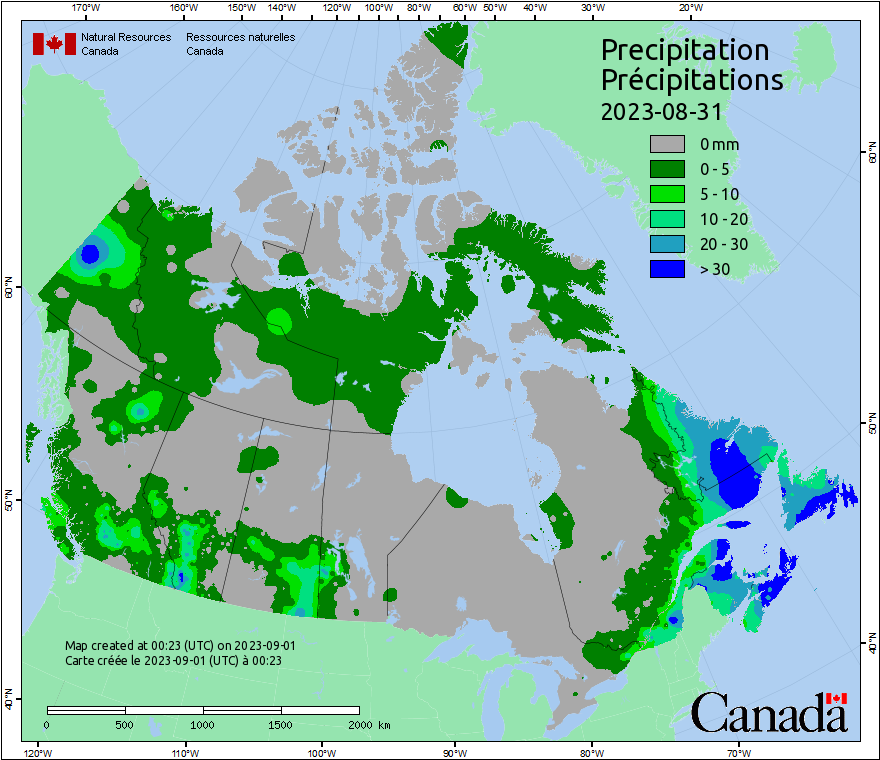 170°W 160°W 150°W 140°W 120°W 100°W 80°W 60°W 50°W 40°W 30°W 20°W
Natural Resources Ressources naturelles
Canada Canada
Precipitation
Précipitations
2023-08-31
0 mm
0 - 5
5 - 10
10 - 20
20 - 30
> 30
60°N
60°N
50°N
50°N
40°N
40°N
Map created at 00:23 (UTC) on 2023-09-01
Carte créée le 2023-09-01 (UTC) à 00:23
0 500 1000 1500 2000 km
Canada
120°W 110°W 100°W 90°W 80°W 70°W